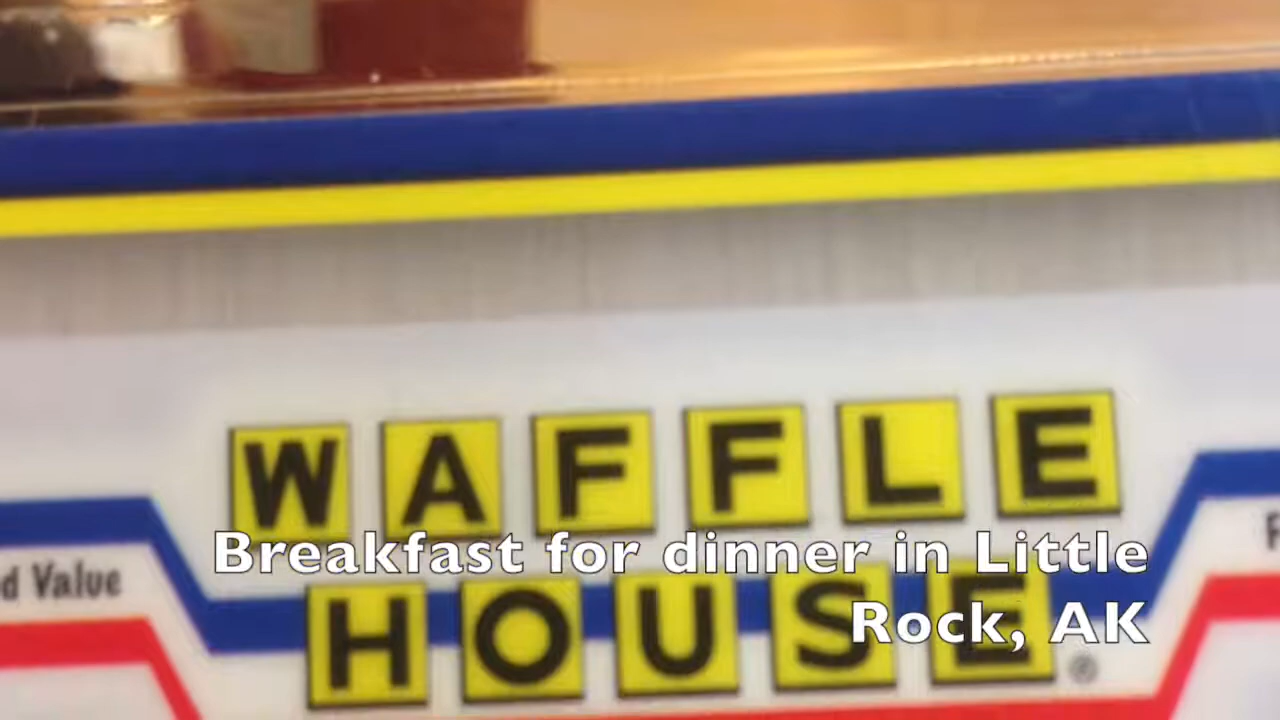 WAFFLE
Breakfast for dinner in Little
d Value
HOUSE®
Rock, AK